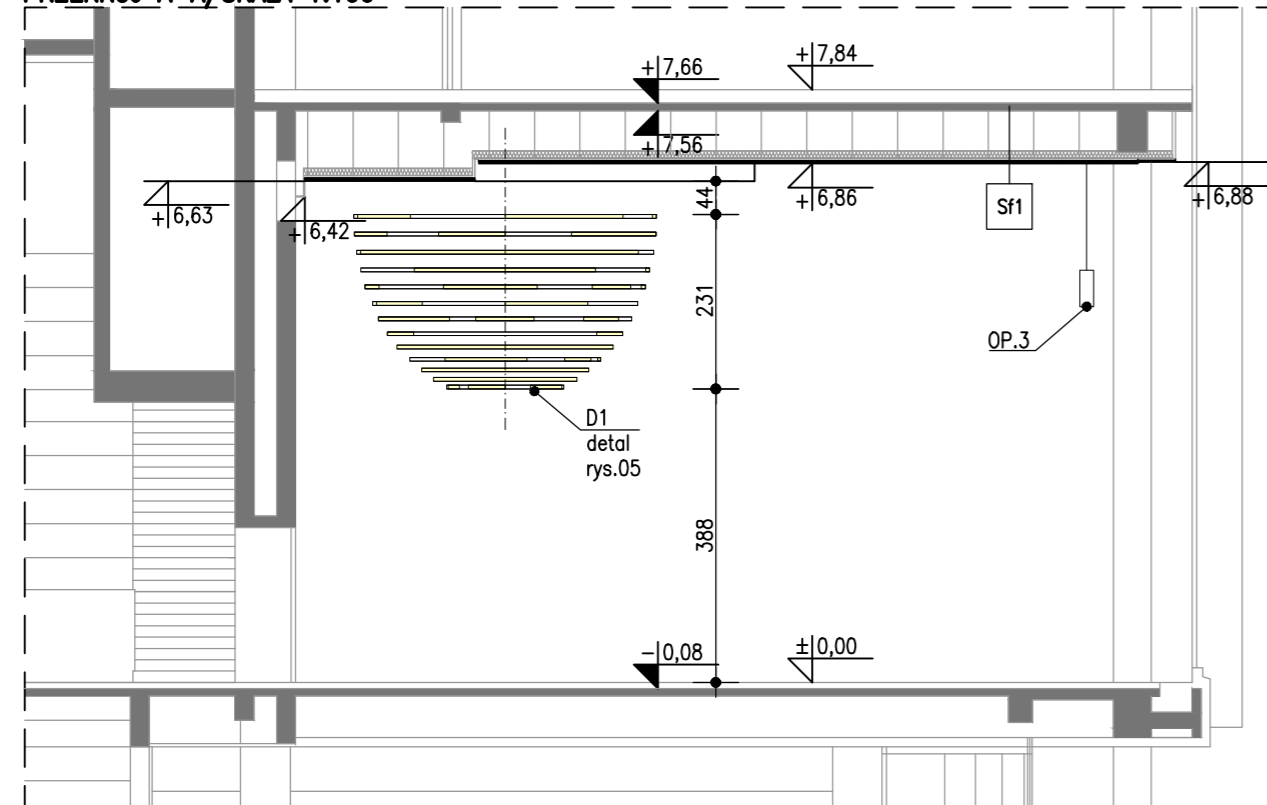 +7,66
+7,84
+7,56
+6,63
+6,42
44
+6,86
Sf1
+6,88
231
OP.3
D1
detal
rys.05
388
-0,08
±0,00